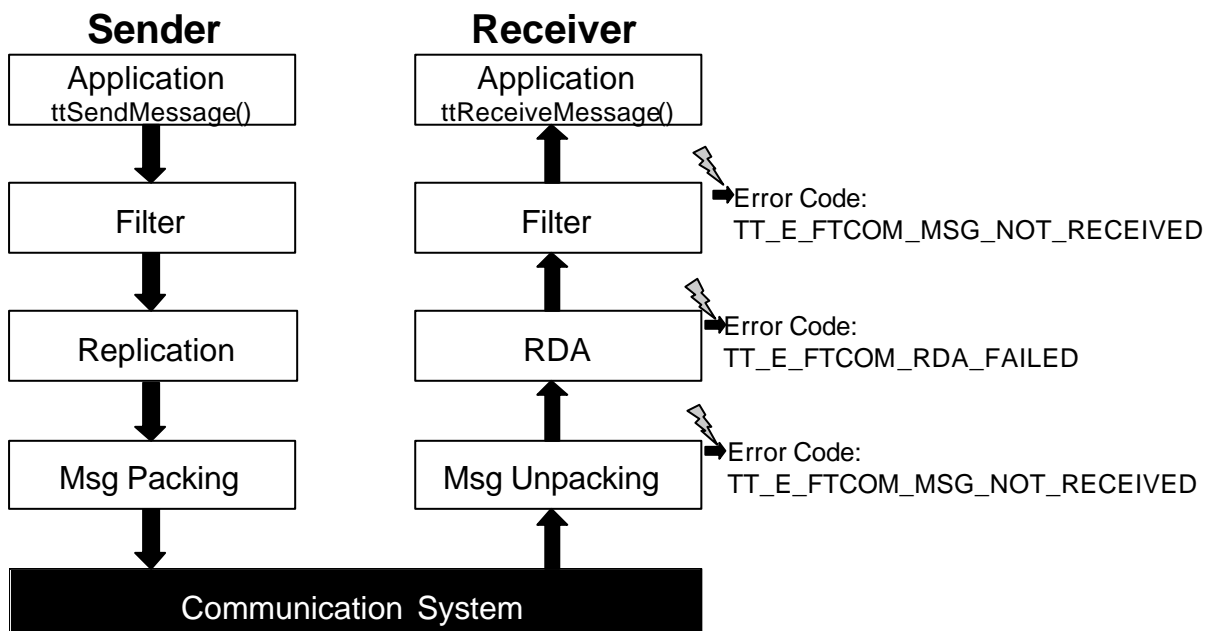 Sender
Receiver
Application
ttSendMessage()
Application
ttReceiveMessage()
Filter
Filter
Error Code:
TT_E_FTCOM_MSG_NOT_RECEIVED
Replication
RDA
Error Code:
TT_E_FTCOM_RDA_FAILED
Msg Packing
Msg Unpacking
Error Code:
TT_E_FTCOM_MSG_NOT_RECEIVED
Communication System